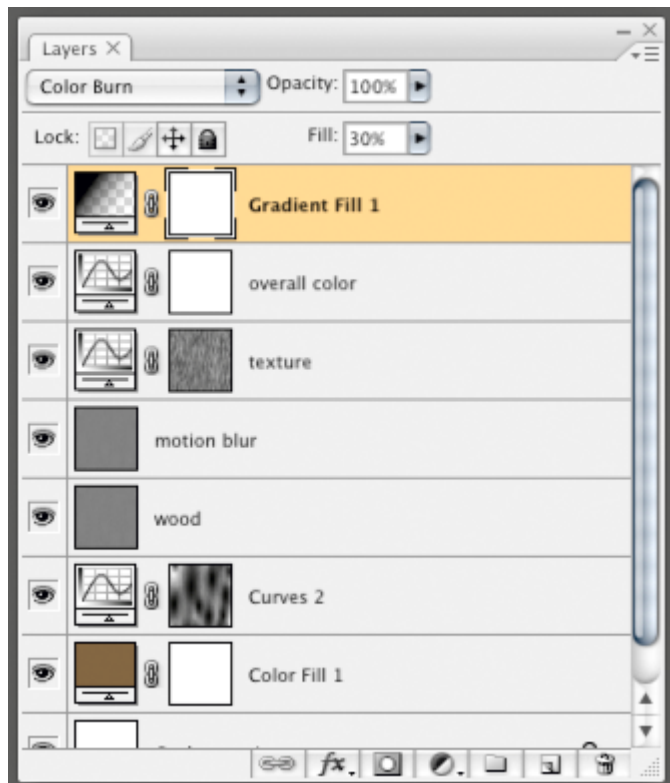 Layers
Color Burn Opacity: 100%
Lock: Fill: 30%
Gradient Fill 1
overall color
texture
motion blur
wood
Curves 2
Color Fill 1
fx.